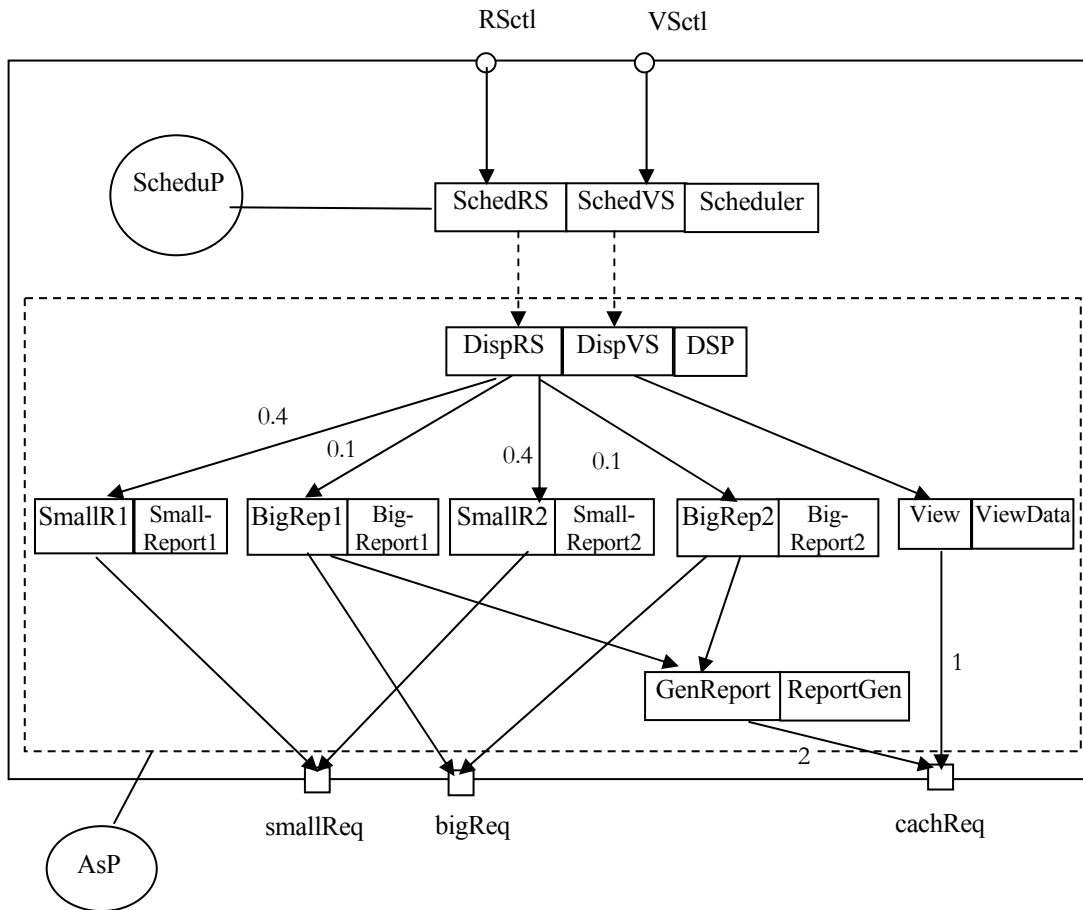 RSctl VSctl
ScheduP
SchedRS SchedVS Scheduler
DispRS DispVS DSP
0.4
0.1 0.4 0.1
SmallR1 Small-
Report1
BigRep1 Big-
Report1
SmallR2 Small-
Report2
BigRep2 Big-
Report2
View ViewData
1
GenReport ReportGen
2
smallReq bigReq cachReq
AsP